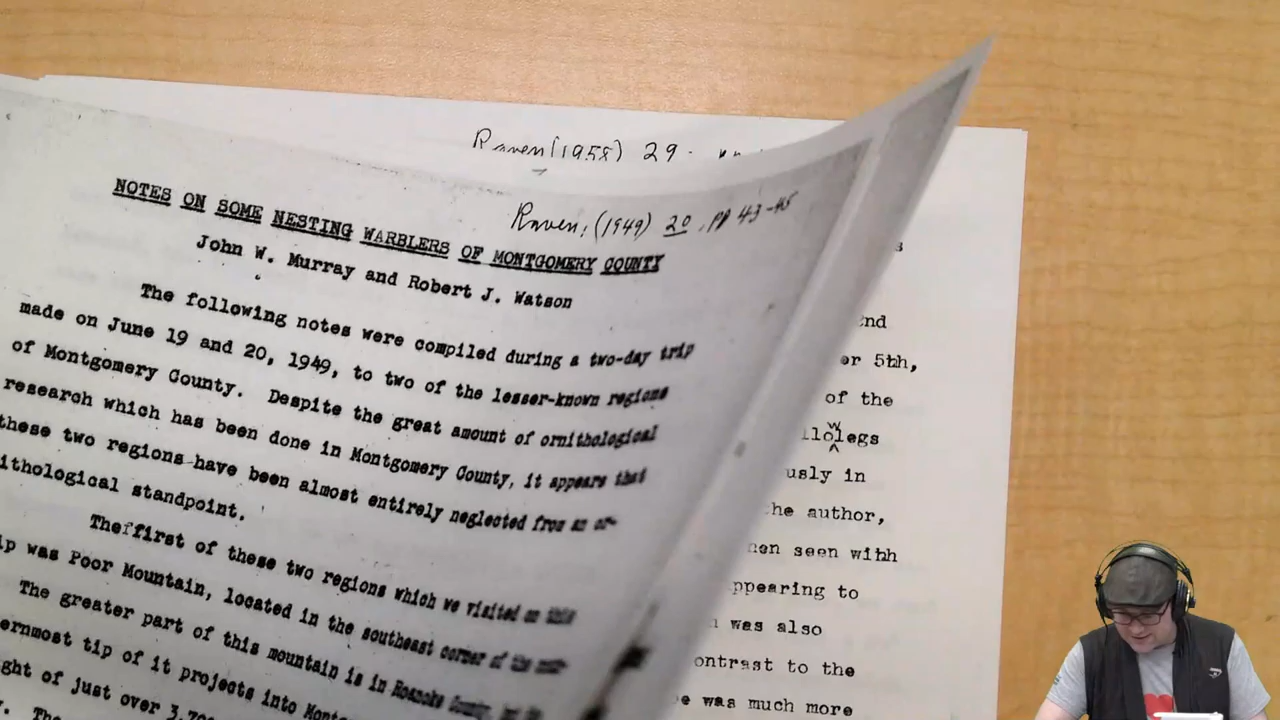 Raven (1958) 29
NOTES ON SOME NESTING WARBLERS OF MONTGOMERY COUNTY
Raven, (1949) 20, pp 43-45
John W. Murray and Robert J. Watson
The following notes were compiled during a two-day trip
made on June 19 and 20, 1949, to two of the lesser-known regions
of Montgomery County. Despite the great amount of ornithological
research which has been done in Montgomery County, it appears that
these two regions have been almost entirely neglected from an or-
ithological standpoint.
The first of these two regions which we visited on this
ip was Poor Mountain, located in the southeast corner of the
The greater part of this mountain is in Roanoke County,
ernmost tip of it projects into
ght of just over
nd
er 5th,
of the
llolegs
w
usly in
he author,
hen seen with
ppearing to
was also
ontrast to the
e was much more